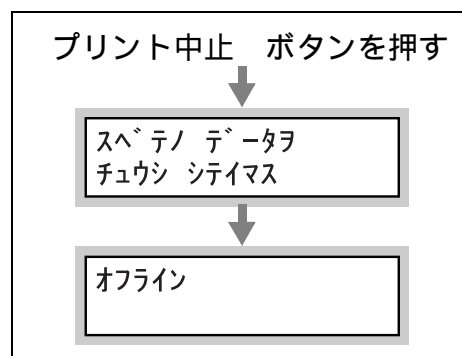 プリント中止　ボタンを押す
スベテノ データヲ
チュウシ シテイマス
オフライン